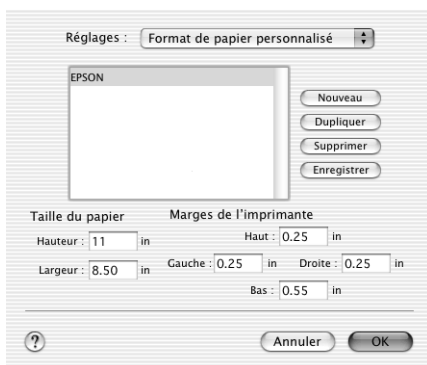 Réglages : Format de papier personnalisé
EPSON
Nouveau
Dupliquer
Supprimer
Enregistrer
Taille du papier
Hauteur : 11 in
Largeur : 8.50 in
Marges de l'imprimante
Haut : 0.25 in
Gauche : 0.25 in Droite : 0.25 in
Bas : 0.55 in
? Annuler OK